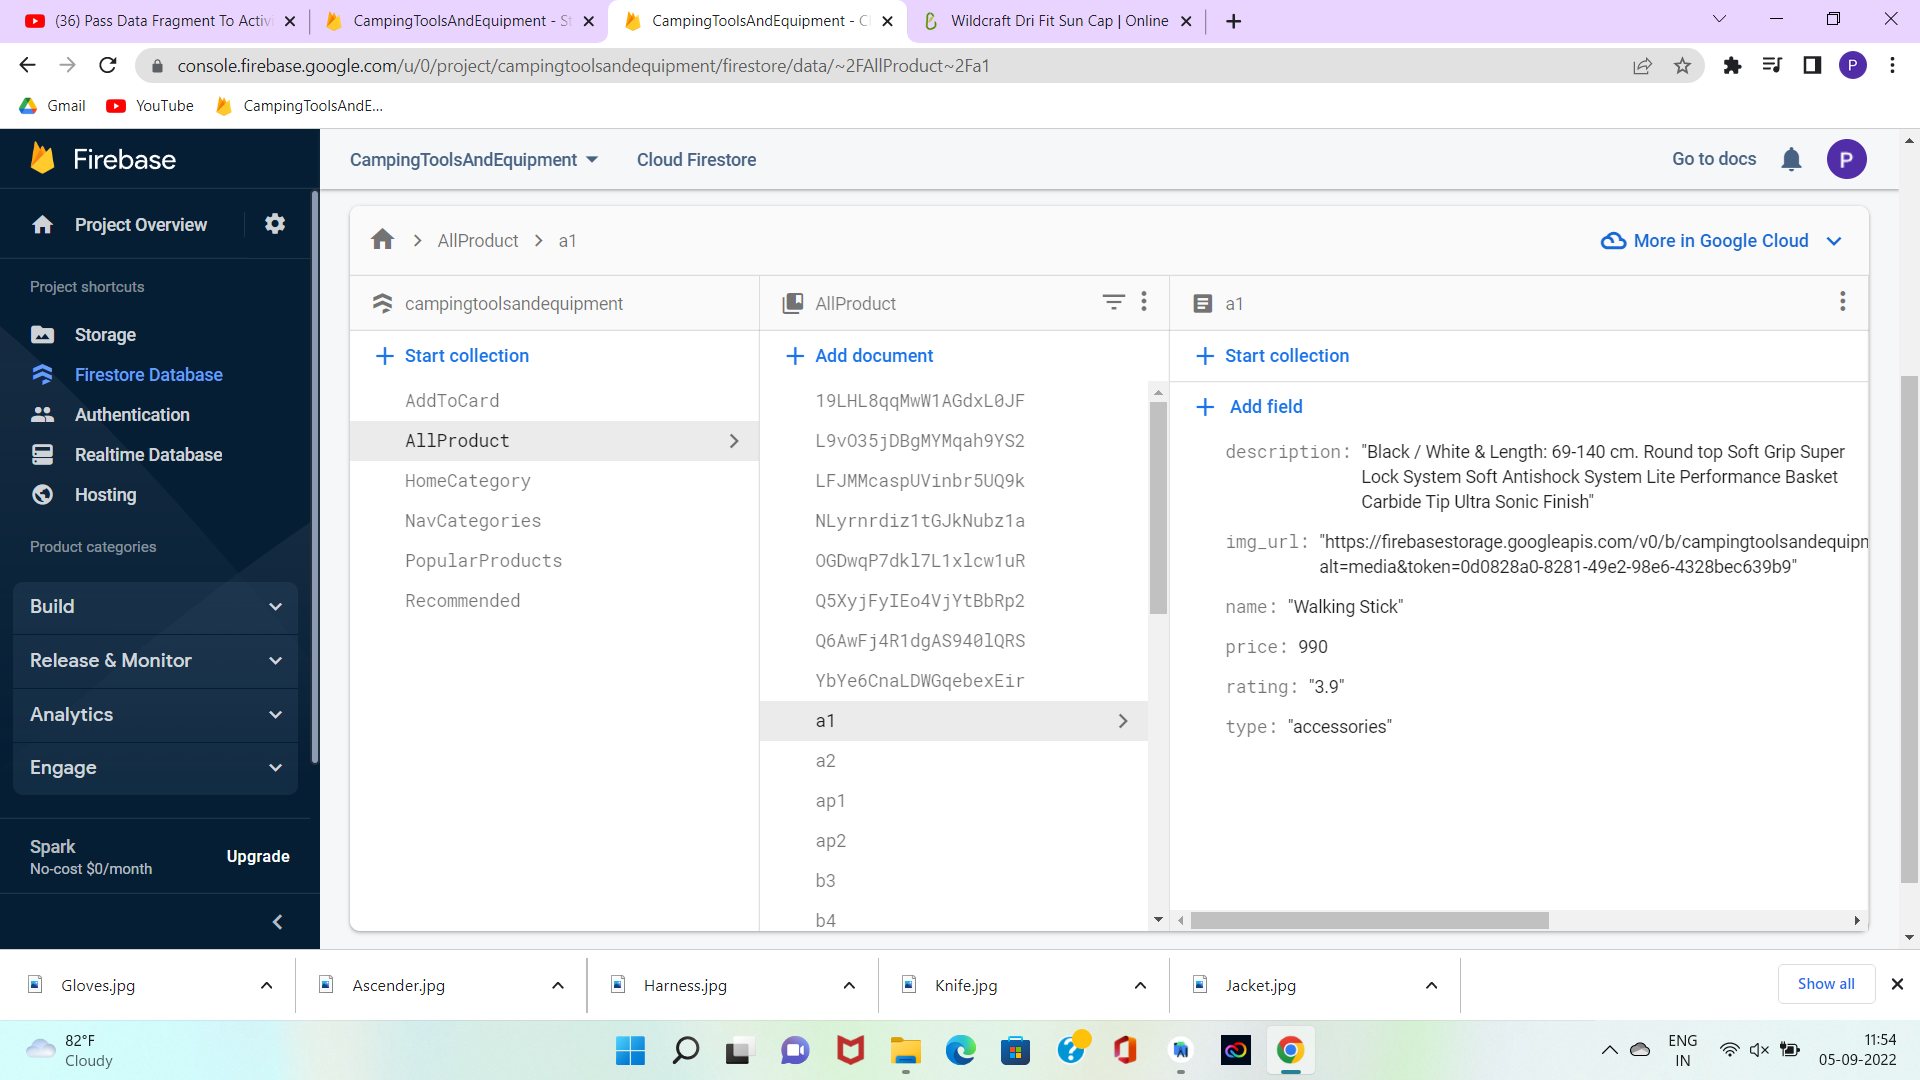 (36) Pass Data Fragment To Activi
CampingToolsAndEquipment - St
CampingToolsAndEquipment - Cl
Wildcraft Dri Fit Sun Cap | Online
console.firebase.google.com/u/0/project/campingtoolsandequipment/firestore/data/~2FAllProduct~2Fa1
P
Gmail
YouTube
CampingToolsAndE...
Firebase
CampingToolsAndEquipment
Cloud Firestore
Go to docs
P
Project Overview
AllProduct
a1
More in Google Cloud
Project shortcuts
campingtoolsandequipment
AllProduct
a1
Storage
Firestore Database
Authentication
Realtime Database
Hosting
Product categories
Build
Release & Monitor
Analytics
Engage
Spark
No-cost $0/month
Upgrade
Start collection
AddToCard
AllProduct
HomeCategory
NavCategories
PopularProducts
Recommended
Add document
19LHL8qqMwW1AGdxL0JF
L9vO35jDBgMYMqah9YS2
LFJMMcaspUVinbr5UQ9k
NLyrnrdiz1tGJkNubz1a
OGDwqP7dkl7L1xlcw1uR
Q5XyjFyIEo4VjYtBbRp2
Q6AwFj4R1dgAS940lQRS
YbYe6CnaLDWGqebexEir
a1
a2
ap1
ap2
b3
b4
Start collection
Add field
description: "Black / White & Length: 69-140 cm. Round top Soft Grip Super
Lock System Soft Antishock System Lite Performance Basket
Carbide Tip Ultra Sonic Finish"
img_url: "https://firebasestorage.googleapis.com/v0/b/campingtoolsandequipn
alt=media&token=0d0828a0-8281-49e2-98e6-4328bec639b9"
name: "Walking Stick"
price: 990
rating: "3.9"
type: "accessories"
Gloves.jpg
Ascender.jpg
Harness.jpg
Knife.jpg
Jacket.jpg
Show all
82°F
Cloudy
ENG
IN
11:54
05-09-2022